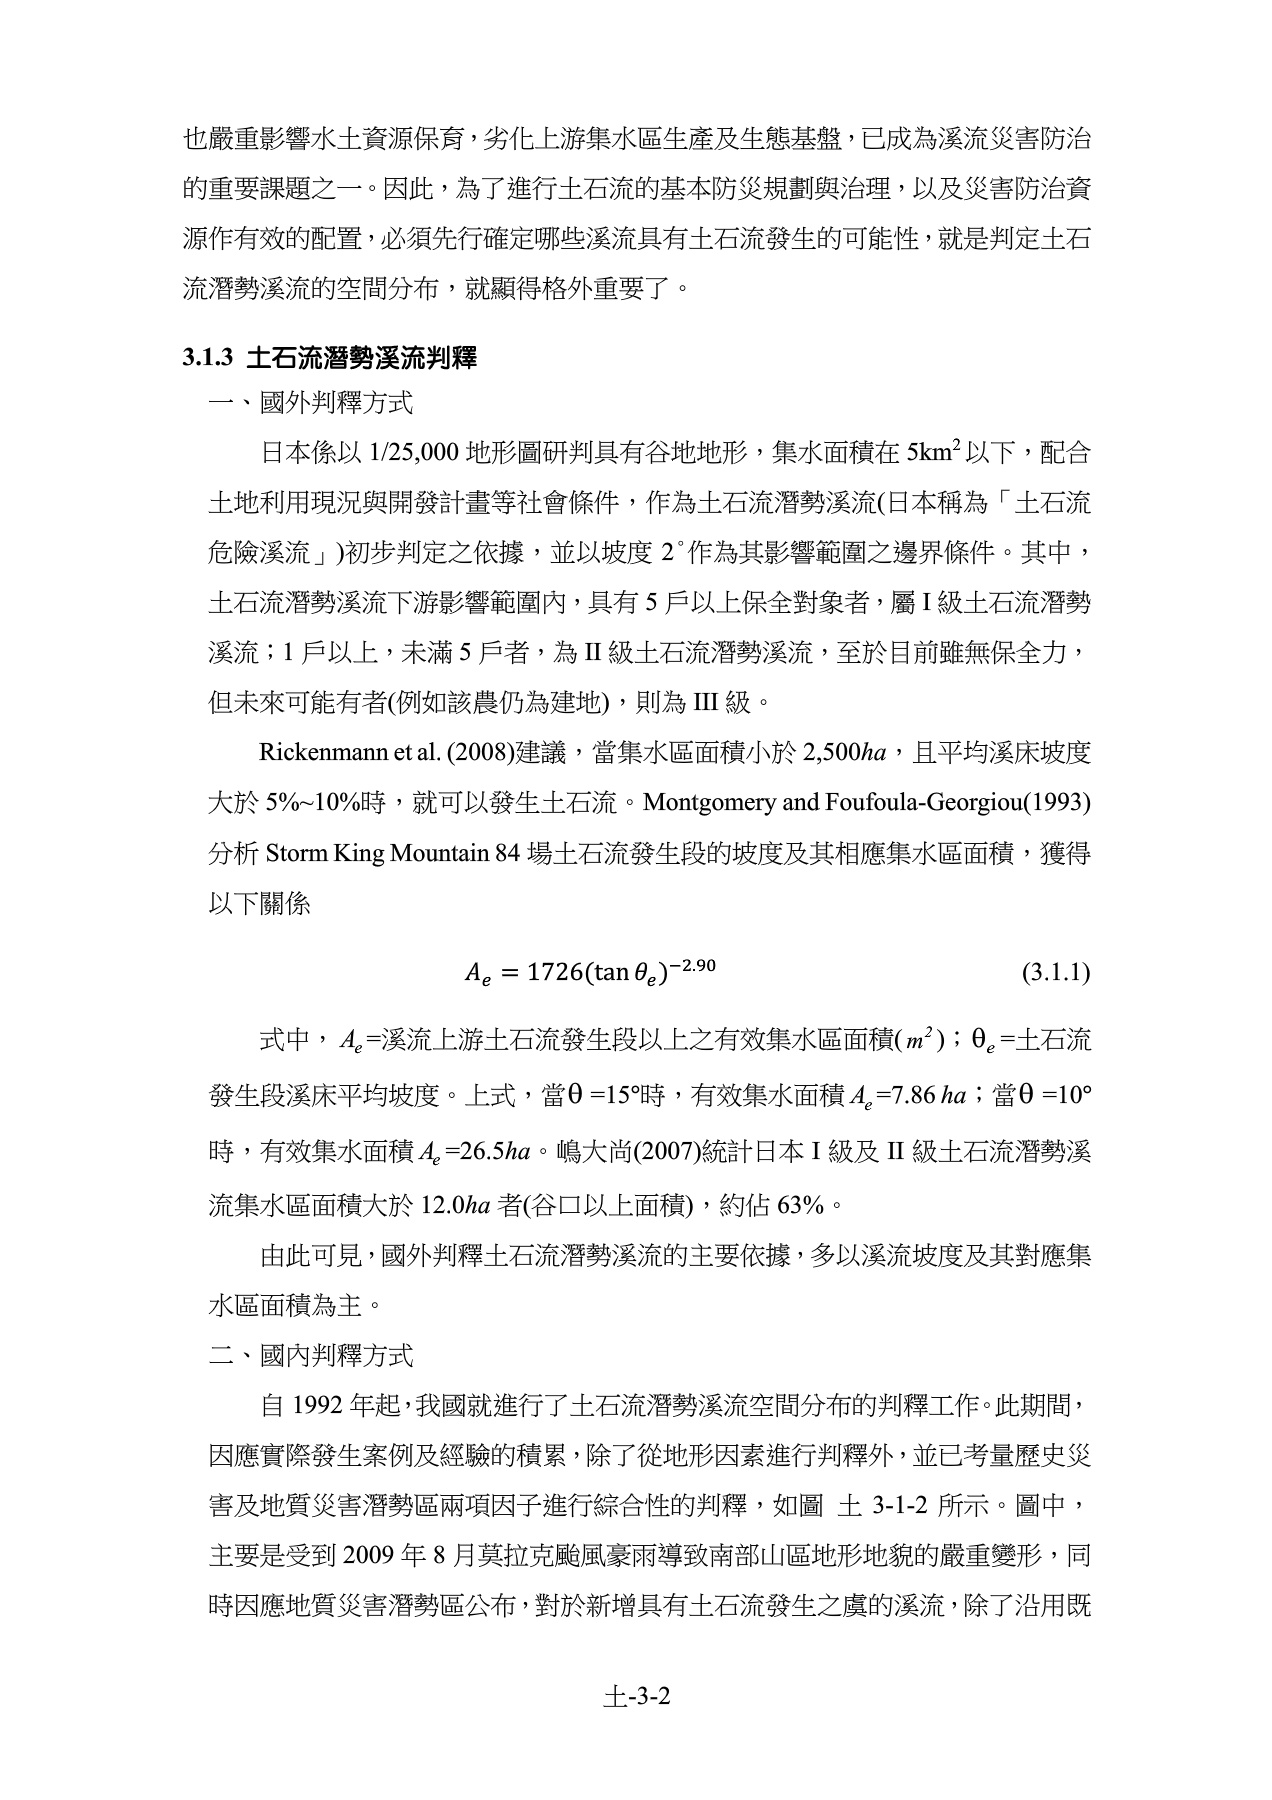 也嚴重影響水土資源保育，劣化上游集水區生產及生態基盤，已成為溪流災害防治
的重要課題之一。因此，為了進行土石流的基本防災規劃與治理，以及災害防治資
源作有效的配置，必須先行確定哪些溪流具有土石流發生的可能性，就是判定土石
流潛勢溪流的空間分布，就顯得格外重要了。
3.1.3 土石流潛勢溪流判釋
一、國外判釋方式
日本係以 1/25,000 地形圖研判具有谷地地形，集水面積在 5km² 以下，配合
土地利用現況與開發計畫等社會條件，作為土石流潛勢溪流(日本稱為「土石流
危險溪流」)初步判定之依據，並以坡度 2°作為其影響範圍之邊界條件。其中，
土石流潛勢溪流下游影響範圍內，具有 5 戶以上保全對象者，屬 I 級土石流潛勢
溪流；1 戶以上，未滿 5 戶者，為 II 級土石流潛勢溪流，至於目前雖無保全力，
但未來可能有者(例如該農仍為建地)，則為 III 級。
Rickenmann et al. (2008)建議，當集水區面積小於 2,500ha，且平均溪床坡度
大於 5%~10%時，就可以發生土石流。Montgomery and Foufoula-Georgiou(1993)
分析 Storm King Mountain 84 場土石流發生段的坡度及其相應集水區面積，獲得
以下關係
Aₑ = 1726(tan θₑ)⁻²·⁹⁰ (3.1.1)
式中， Aₑ=溪流上游土石流發生段以上之有效集水區面積( m² )；θₑ=土石流
發生段溪床平均坡度。上式，當θ =15°時，有效集水面積 Aₑ=7.86 ha；當θ =10°
時，有效集水面積 Aₑ=26.5ha。嶋大尚(2007)統計日本 I 級及 II 級土石流潛勢溪
流集水區面積大於 12.0ha 者(谷口以上面積)，約佔 63%。
由此可見，國外判釋土石流潛勢溪流的主要依據，多以溪流坡度及其對應集
水區面積為主。
二、國內判釋方式
自 1992 年起，我國就進行了土石流潛勢溪流空間分布的判釋工作。此期間，
因應實際發生案例及經驗的積累，除了從地形因素進行判釋外，並已考量歷史災
害及地質災害潛勢區兩項因子進行綜合性的判釋，如圖 土 3-1-2 所示。圖中，
主要是受到 2009 年 8 月莫拉克颱風豪雨導致南部山區地形地貌的嚴重變形，同
時因應地質災害潛勢區公布，對於新增具有土石流發生之虞的溪流，除了沿用既
土-3-2